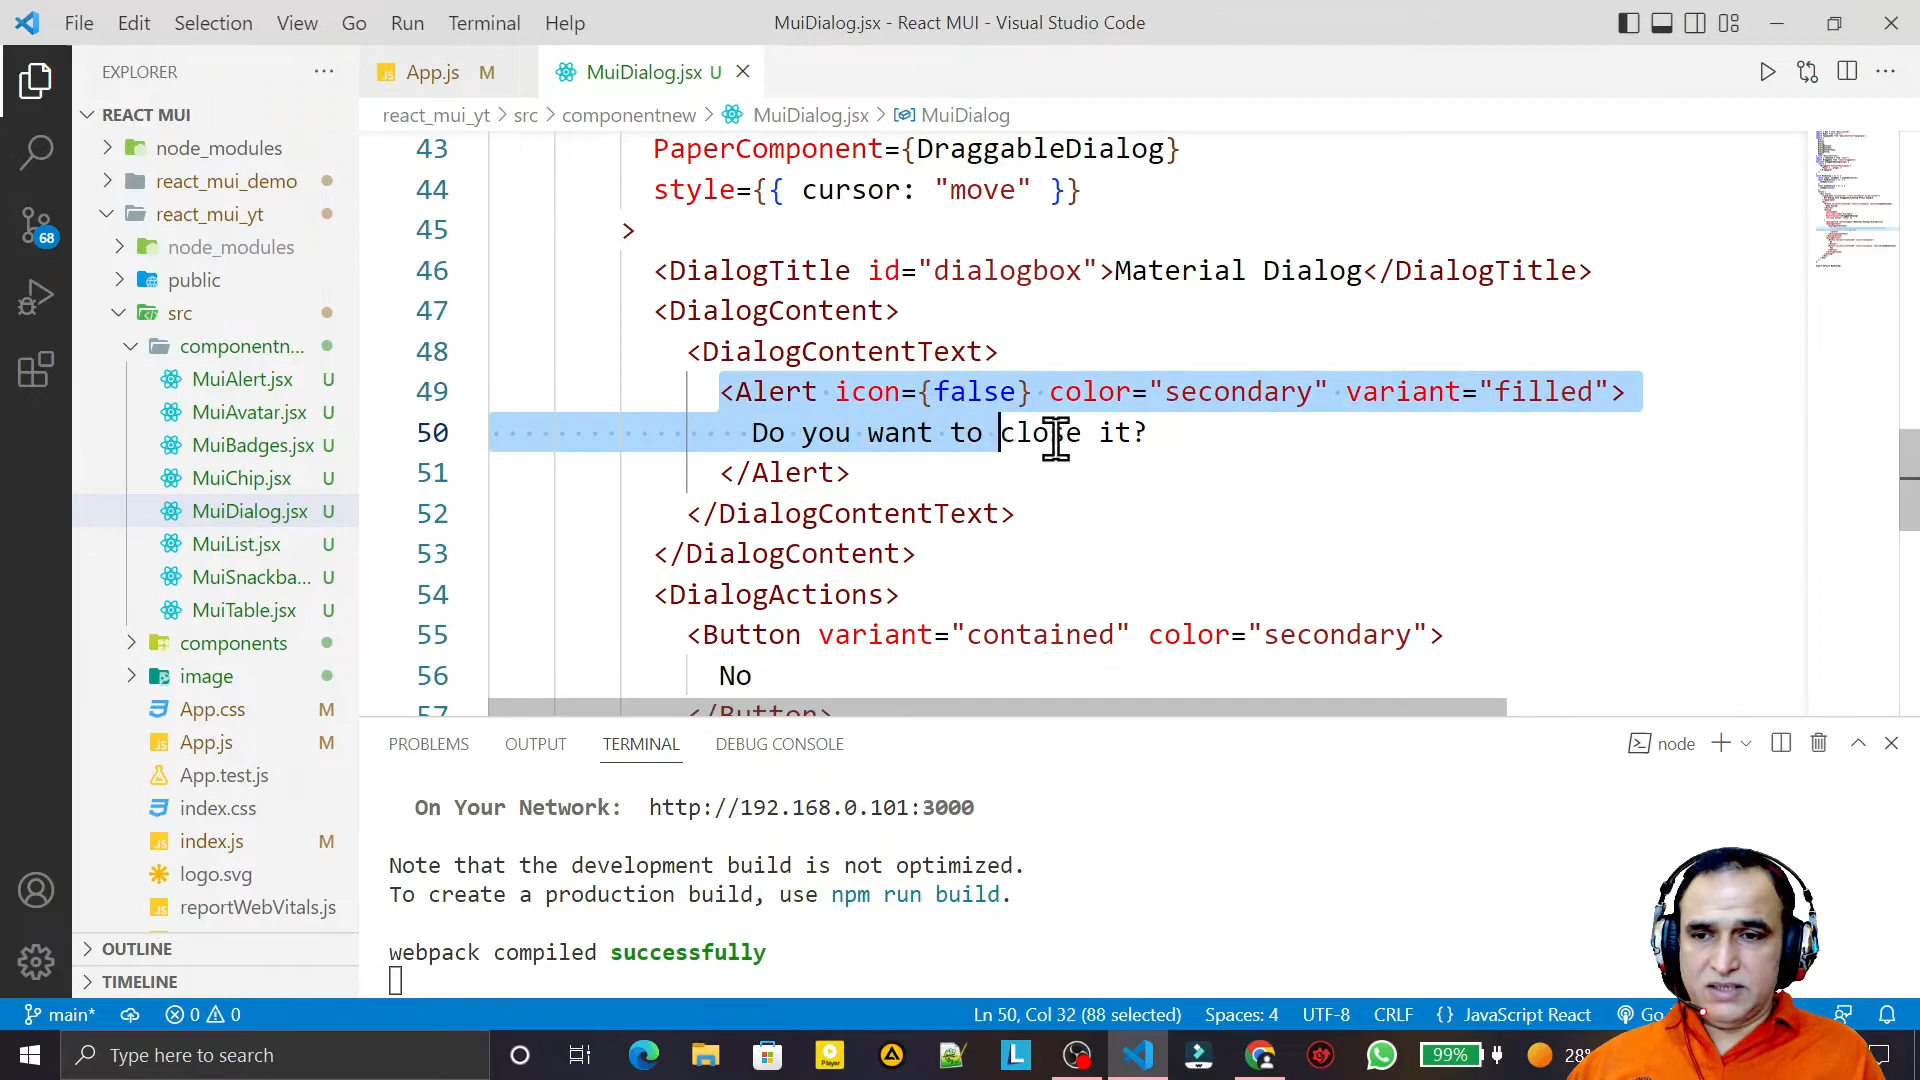 File Edit Selection View Go Run Terminal Help MuiDialog.jsx - React MUI - Visual Studio Code
EXPLORER
App.js M MuiDialog.jsx U
REACT MUI
node_modules
react_mui_demo
react_mui_yt
node_modules
public
src
componentn...
MuiAlert.jsx U
MuiAvatar.jsx U
MuiBadges.jsx U
MuiChip.jsx U
MuiDialog.jsx U
MuiList.jsx U
MuiSnackba... U
MuiTable.jsx U
components
image
App.css M
App.js M
App.test.js
index.css
index.js M
logo.svg
reportWebVitals.js
OUTLINE
TIMELINE
68
react_mui_yt > src > componentnew > MuiDialog.jsx > MuiDialog
43 PaperComponent={DraggableDialog}
44 style={{ cursor: "move" }}
45 >
46 <DialogTitle id="dialogbox">Material Dialog</DialogTitle>
47 <DialogContent>
48 <DialogContentText>
49 <Alert icon={false} color="secondary" variant="filled">
50 Do you want to close it?
51 </Alert>
52 </DialogContentText>
53 </DialogContent>
54 <DialogActions>
55 <Button variant="contained" color="secondary">
56 No
57 </Button>
PROBLEMS OUTPUT TERMINAL DEBUG CONSOLE node
On Your Network: http://192.168.0.101:3000
Note that the development build is not optimized.
To create a production build, use npm run build.
webpack compiled successfully
main* 0 0 Ln 50, Col 32 (88 selected) Spaces: 4 UTF-8 CRLF {} JavaScript React Go
Type here to search 99% 28°